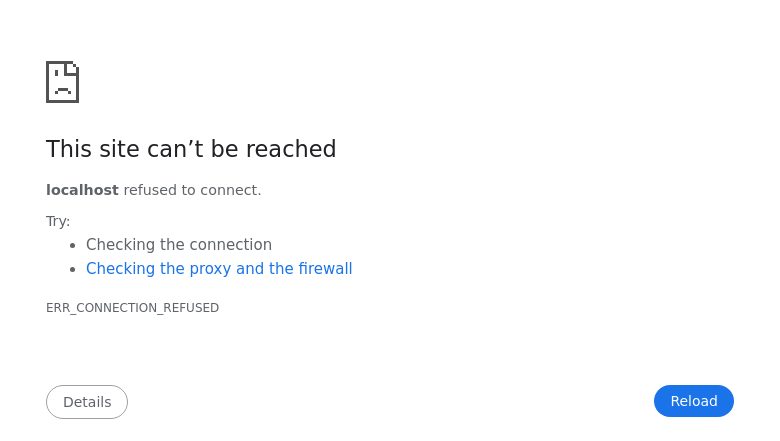 This site can’t be reached
localhost refused to connect.
Try:
Checking the connection
Checking the proxy and the firewall
ERR_CONNECTION_REFUSED
Details
Reload